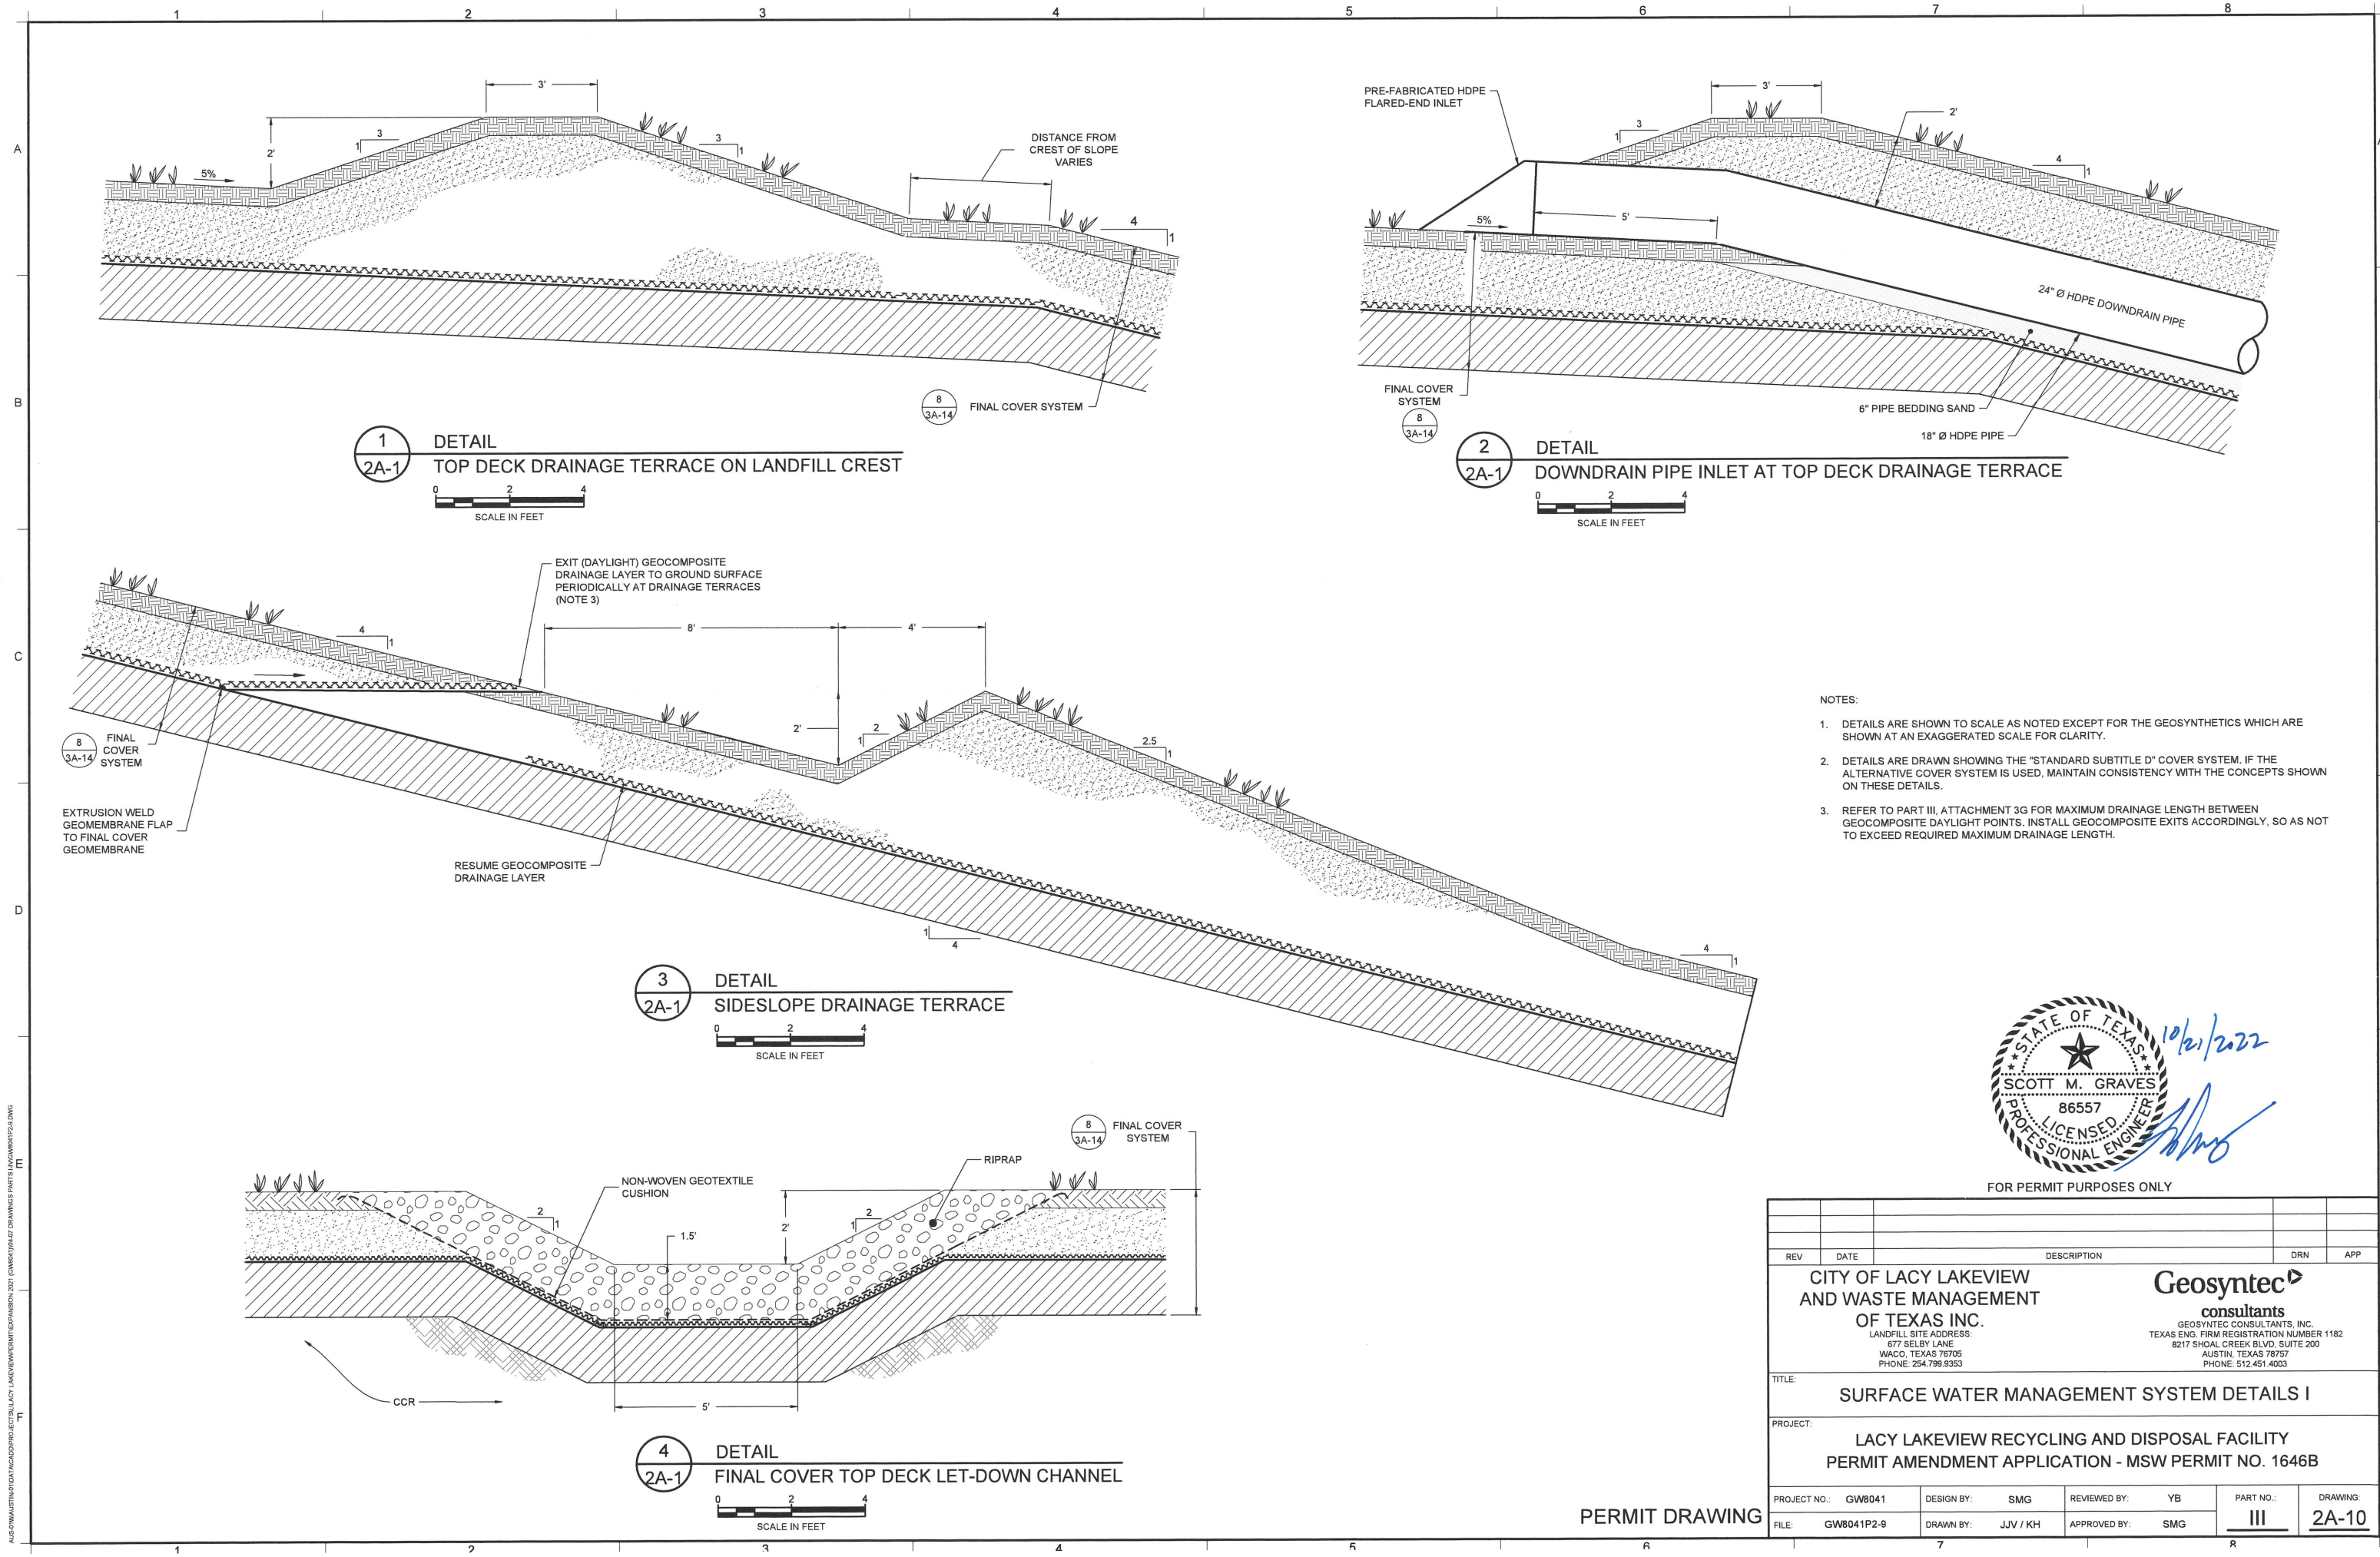 1 2 3 4 5 6 7 8
A
B
C
D
E
F
3'
2'
3
1
5%
3
1
DISTANCE FROM
CREST OF SLOPE
VARIES
4
1
8
3A-14
FINAL COVER SYSTEM
1
2A-1
DETAIL
TOP DECK DRAINAGE TERRACE ON LANDFILL CREST
0 2 4
SCALE IN FEET
PRE-FABRICATED HDPE
FLARED-END INLET
3'
2'
3
1
4
1
5%
5'
24" Ø HDPE DOWNDRAIN PIPE
FINAL COVER
SYSTEM
8
3A-14
6" PIPE BEDDING SAND
18" Ø HDPE PIPE
2
2A-1
DETAIL
DOWNDRAIN PIPE INLET AT TOP DECK DRAINAGE TERRACE
0 2 4
SCALE IN FEET
EXIT (DAYLIGHT) GEOCOMPOSITE
DRAINAGE LAYER TO GROUND SURFACE
PERIODICALLY AT DRAINAGE TERRACES
(NOTE 3)
8'
4'
4
1
2'
2
1
2.5
1
8
3A-14
FINAL
COVER
SYSTEM
EXTRUSION WELD
GEOMEMBRANE FLAP
TO FINAL COVER
GEOMEMBRANE
RESUME GEOCOMPOSITE
DRAINAGE LAYER
1
4
4
1
3
2A-1
DETAIL
SIDESLOPE DRAINAGE TERRACE
0 2 4
SCALE IN FEET
NOTES:
1. DETAILS ARE SHOWN TO SCALE AS NOTED EXCEPT FOR THE GEOSYNTHETICS WHICH ARE
SHOWN AT AN EXAGGERATED SCALE FOR CLARITY.
2. DETAILS ARE DRAWN SHOWING THE "STANDARD SUBTITLE D" COVER SYSTEM. IF THE
ALTERNATIVE COVER SYSTEM IS USED, MAINTAIN CONSISTENCY WITH THE CONCEPTS SHOWN
ON THESE DETAILS.
3. REFER TO PART III, ATTACHMENT 3G FOR MAXIMUM DRAINAGE LENGTH BETWEEN
GEOCOMPOSITE DAYLIGHT POINTS. INSTALL GEOCOMPOSITE EXITS ACCORDINGLY, SO AS NOT
TO EXCEED REQUIRED MAXIMUM DRAINAGE LENGTH.
8
3A-14
FINAL COVER
SYSTEM
RIPRAP
NON-WOVEN GEOTEXTILE
CUSHION
2
1
1.5'
2'
2
1
CCR
5'
4
2A-1
DETAIL
FINAL COVER TOP DECK LET-DOWN CHANNEL
0 2 4
SCALE IN FEET
STATE OF TEXAS
SCOTT M. GRAVES
86557
LICENSED
PROFESSIONAL ENGINEER
10/21/2022
FOR PERMIT PURPOSES ONLY
REV DATE DESCRIPTION DRN APP
CITY OF LACY LAKEVIEW
AND WASTE MANAGEMENT
OF TEXAS INC.
LANDFILL SITE ADDRESS:
677 SELBY LANE
WACO, TEXAS 76705
PHONE: 254.799.9353
Geosyntec
consultants
GEOSYNTEC CONSULTANTS, INC.
TEXAS ENG. FIRM REGISTRATION NUMBER 1182
8217 SHOAL CREEK BLVD, SUITE 200
AUSTIN, TEXAS 78757
PHONE: 512.451.4003
TITLE:
SURFACE WATER MANAGEMENT SYSTEM DETAILS I
PROJECT:
LACY LAKEVIEW RECYCLING AND DISPOSAL FACILITY
PERMIT AMENDMENT APPLICATION - MSW PERMIT NO. 1646B
PROJECT NO.: GW8041 DESIGN BY: SMG REVIEWED BY: YB PART NO.: DRAWING:
FILE: GW8041P2-9 DRAWN BY: JJV / KH APPROVED BY: SMG III 2A-10
PERMIT DRAWING
1 2 3 4 5 6 7 8